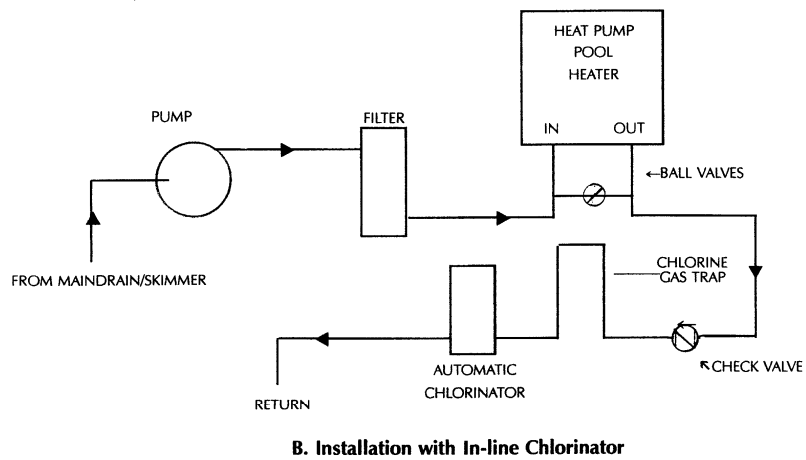 HEAT PUMP
POOL
HEATER
PUMP
FILTER
IN OUT
←BALL VALVES
FROM MAINDRAIN/SKIMMER
CHLORINE
GAS TRAP
CHECK VALVE
AUTOMATIC
CHLORINATOR
RETURN
B. Installation with In-line Chlorinator